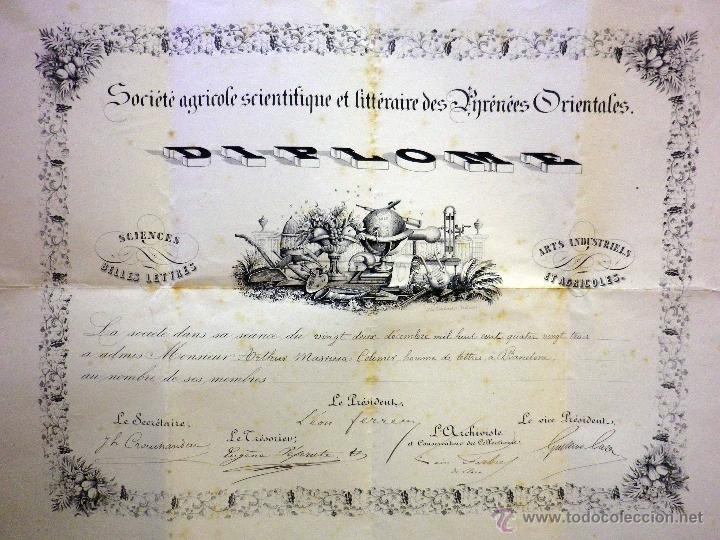 Société agricole scientifique et littéraire des Pyrénées Orientales.
DIPLOME
SCIENCES
BELLES LETTRES
ARTS INDUSTRIELS
ET AGRICOLES.
La société dans sa séance du vingt deux décembre mil huit cent quatre vingt trois
a admis Monsieur Arthur Masriera Colomer homme de lettres à Barcelone
au nombre de ses membres
Le Président,
Léon Ferrer
Le Secrétaire,
Le Trésorier,
L'Archiviste
et Conservateur des Collections,
Le vice Président,
Eugène
Gustave
www.todocoleccion.net